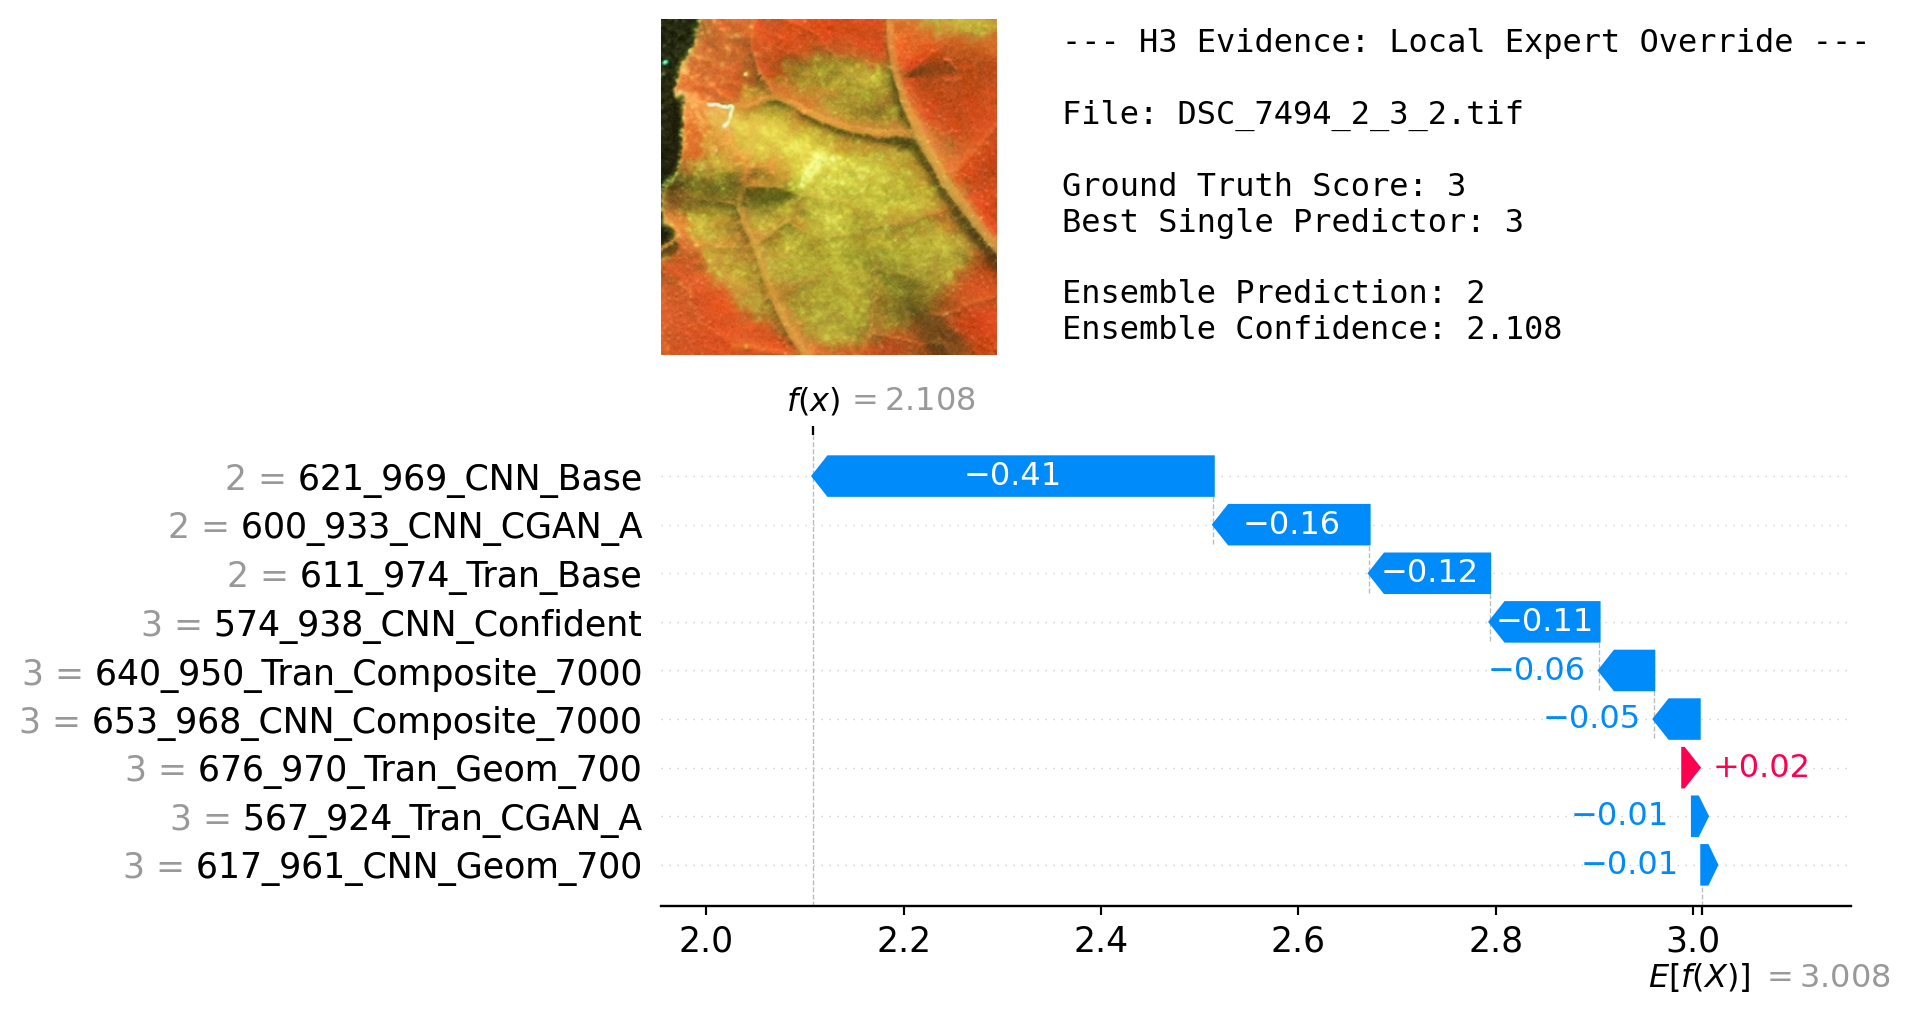 --- H3 Evidence: Local Expert Override ---
File: DSC_7494_2_3_2.tif
Ground Truth Score: 3
Best Single Predictor: 3
Ensemble Prediction: 2
Ensemble Confidence: 2.108
f(x) = 2.108
2 = 621_969_CNN_Base −0.41
2 = 600_933_CNN_CGAN_A −0.16
2 = 611_974_Tran_Base −0.12
3 = 574_938_CNN_Confident −0.11
3 = 640_950_Tran_Composite_7000 −0.06
3 = 653_968_CNN_Composite_7000 −0.05
3 = 676_970_Tran_Geom_700 +0.02
3 = 567_924_Tran_CGAN_A −0.01
3 = 617_961_CNN_Geom_700 −0.01
2.0 2.2 2.4 2.6 2.8 3.0
E[f(X)] = 3.008